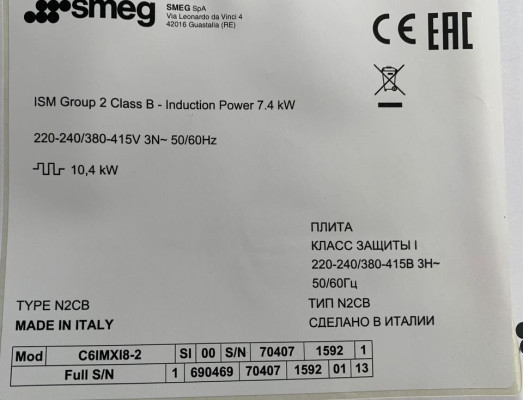 smeg
SMEG SpA
Via Leonardo da Vinci 4
42016 Guastalla (RE)
CE EAC
ISM Group 2 Class B - Induction Power 7.4 kW
220-240/380-415V 3N~ 50/60Hz
10,4 kW
ПЛИТА
КЛАСС ЗАЩИТЫ I
220-240/380-415В 3Н~
50/60Гц
TYPE N2CB
ТИП N2CB
MADE IN ITALY
СДЕЛАНО В ИТАЛИИ
Mod C6IMXI8-2 SI 00 S/N 70407 1592 1
Full S/N 1 690469 70407 1592 01 13